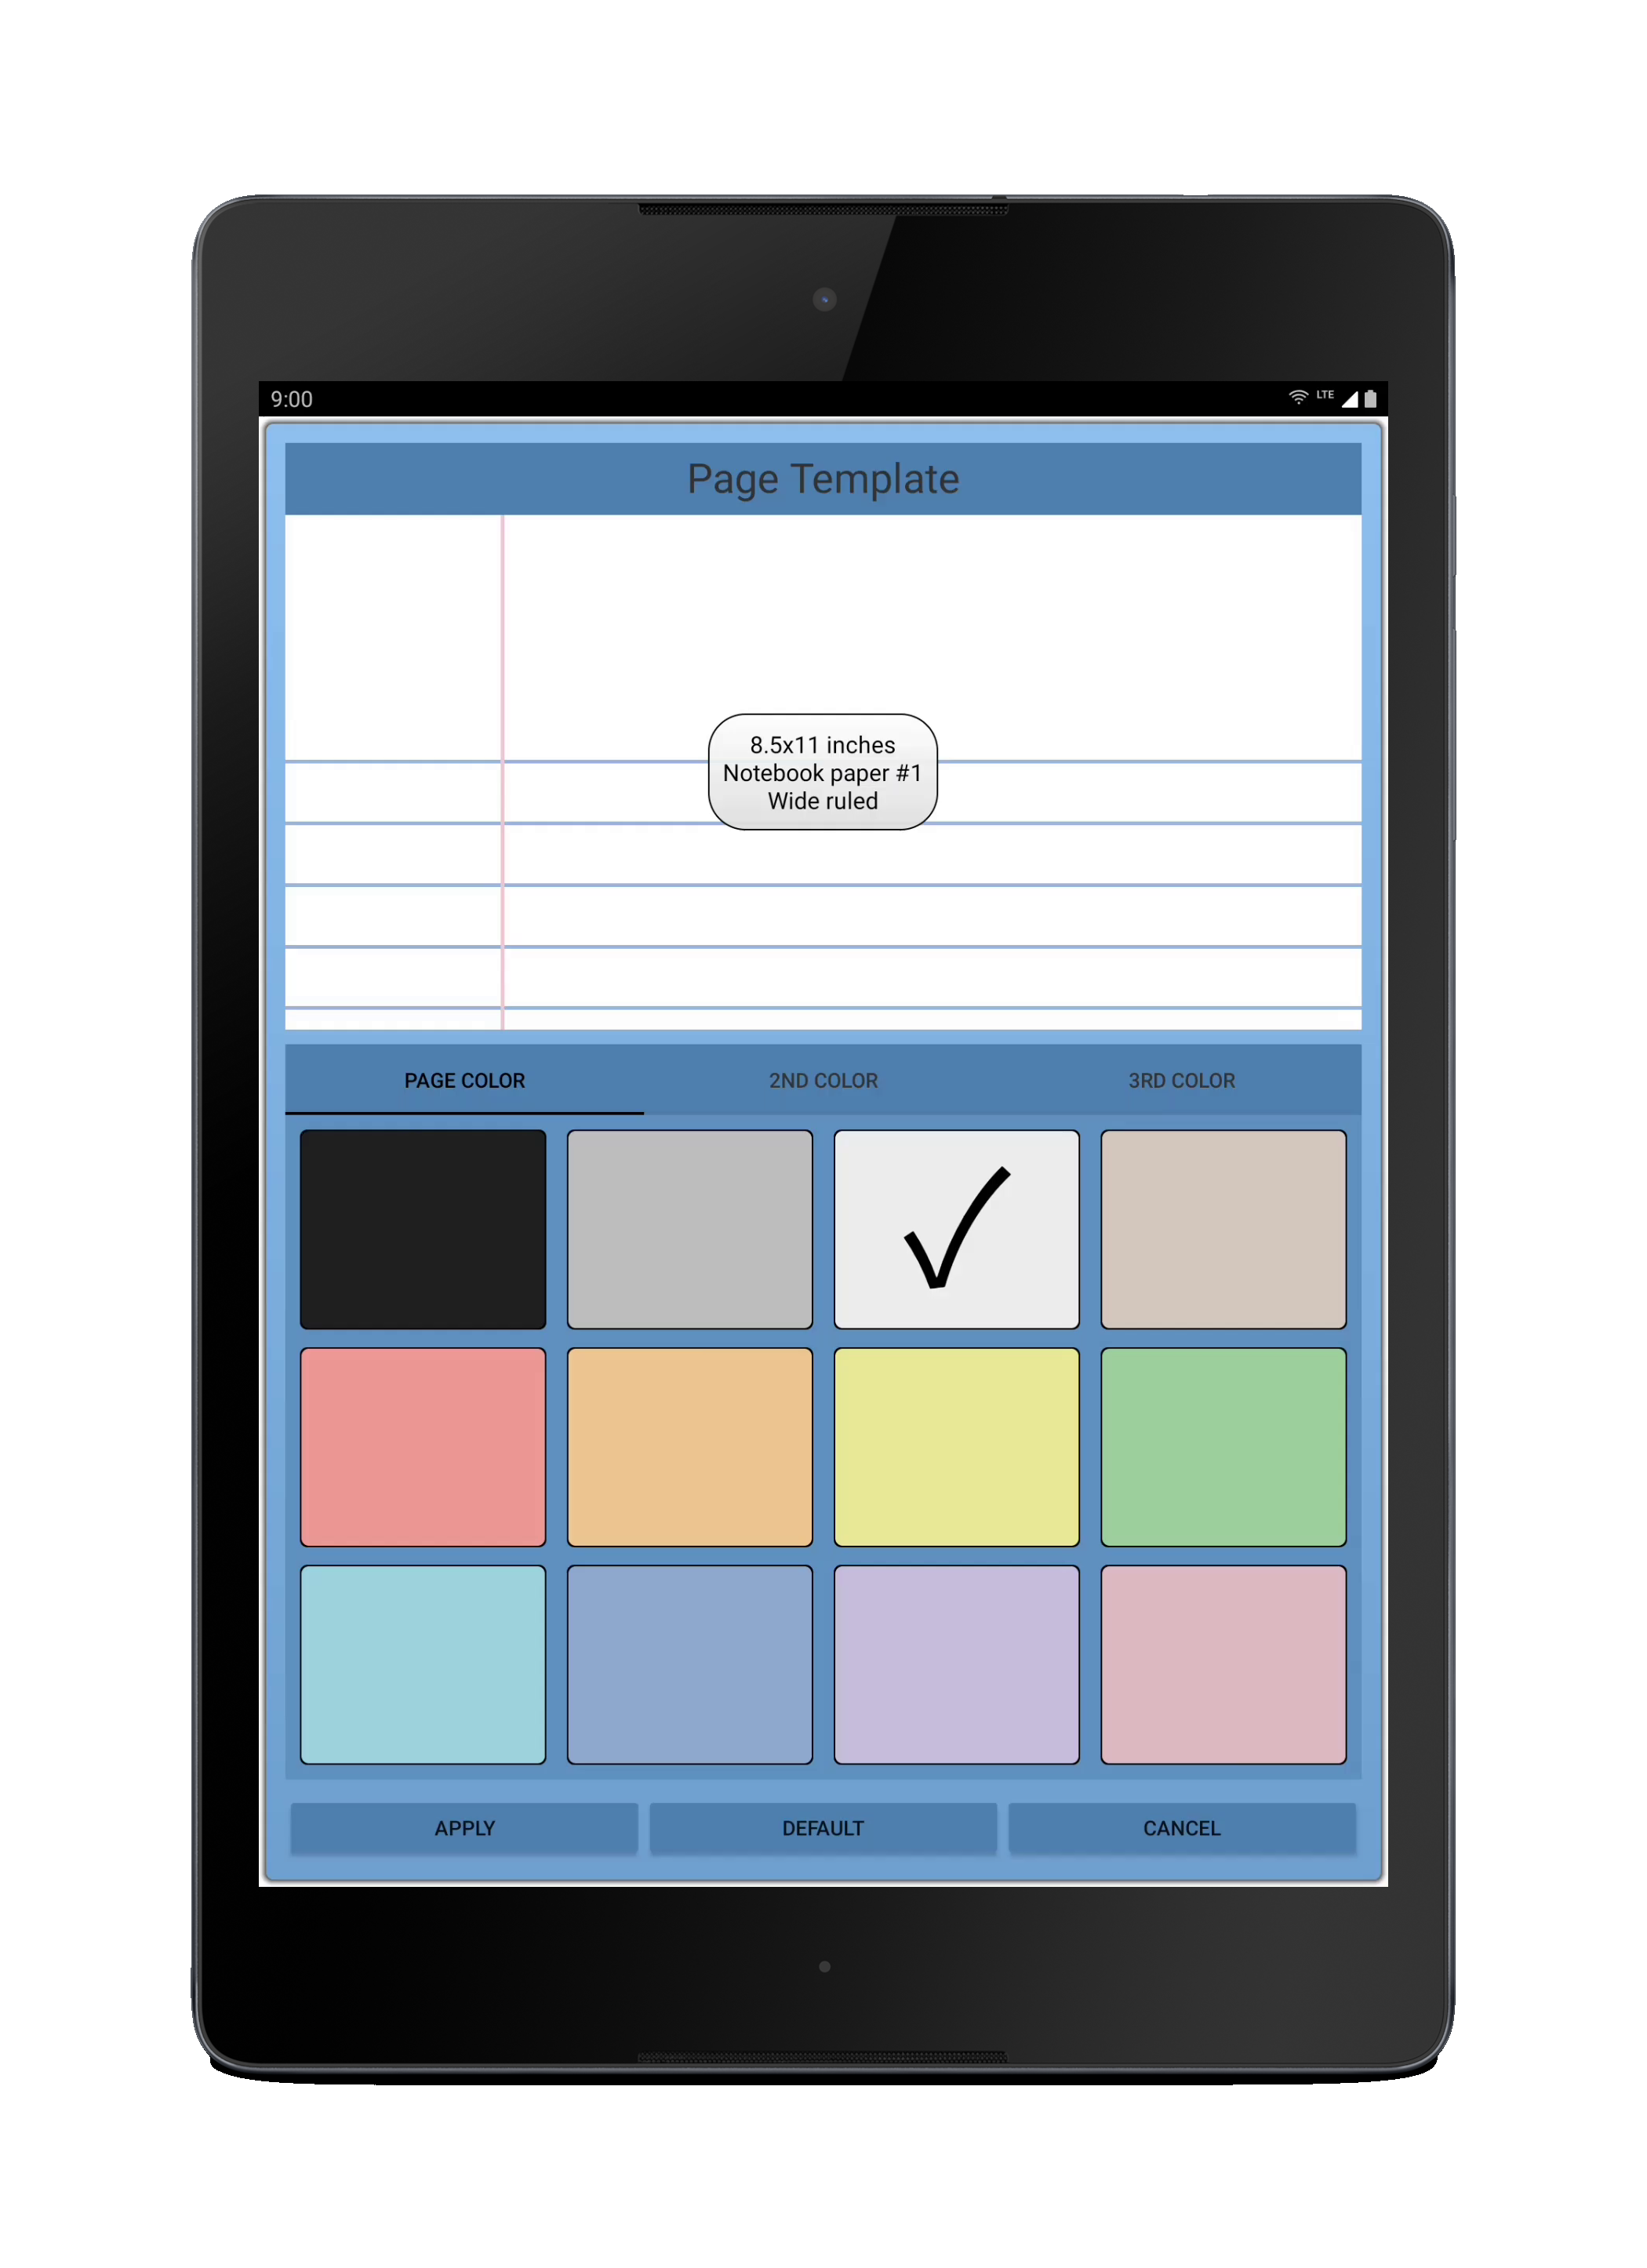 9:00 LTE
Page Template
8.5x11 inches
Notebook paper #1
Wide ruled
PAGE COLOR 2ND COLOR 3RD COLOR
APPLY DEFAULT CANCEL